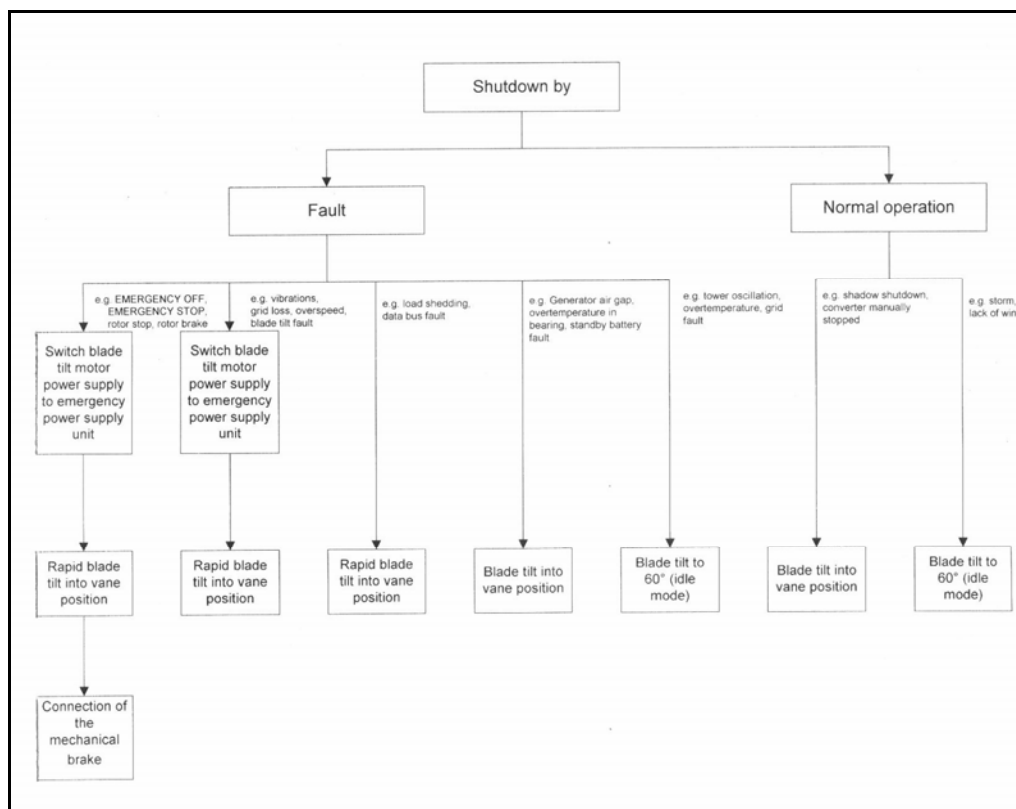 Shutdown by
Fault
Normal operation
e.g. EMERGENCY OFF,
EMERGENCY STOP,
rotor stop, rotor brake
e.g. vibrations,
grid loss, overspeed,
blade tilt fault
e.g. load shedding,
data bus fault
e.g. Generator air gap,
overtemperature in
bearing, standby battery
fault
e.g. tower oscillation,
overtemperature, grid
fault
e.g. shadow shutdown,
converter manually
stopped
e.g. storm,
lack of win
Switch blade
tilt motor
power supply
to emergency
power supply
unit
Switch blade
tilt motor
power supply
to emergency
power supply
unit
Rapid blade
tilt into vane
position
Rapid blade
tilt into vane
position
Rapid blade
tilt into vane
position
Blade tilt into
vane position
Blade tilt to
60° (idle
mode)
Blade tilt into
vane position
Blade tilt to
60° (idle
mode)
Connection of
the
mechanical
brake